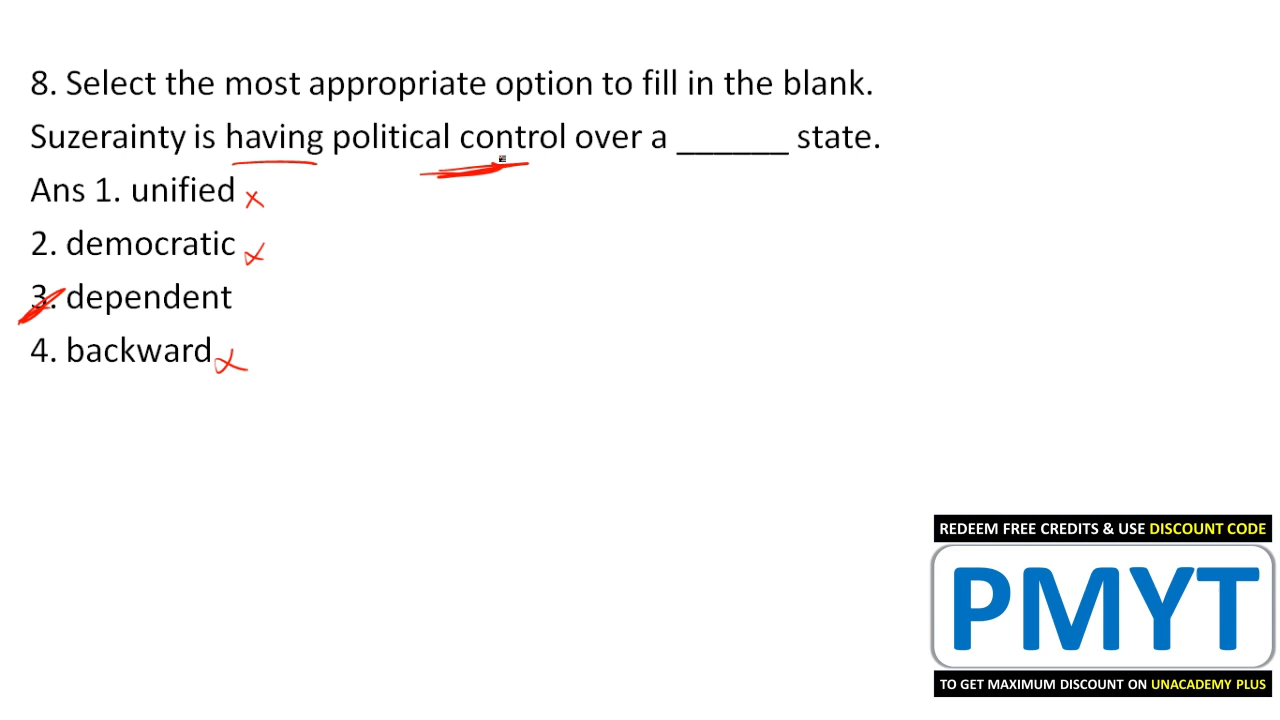 8. Select the most appropriate option to fill in the blank.
Suzerainty is having political control over a ______ state.
Ans 1. unified
2. democratic
3. dependent
4. backward
REDEEM FREE CREDITS & USE DISCOUNT CODE
PMYT
TO GET MAXIMUM DISCOUNT ON UNACADEMY PLUS